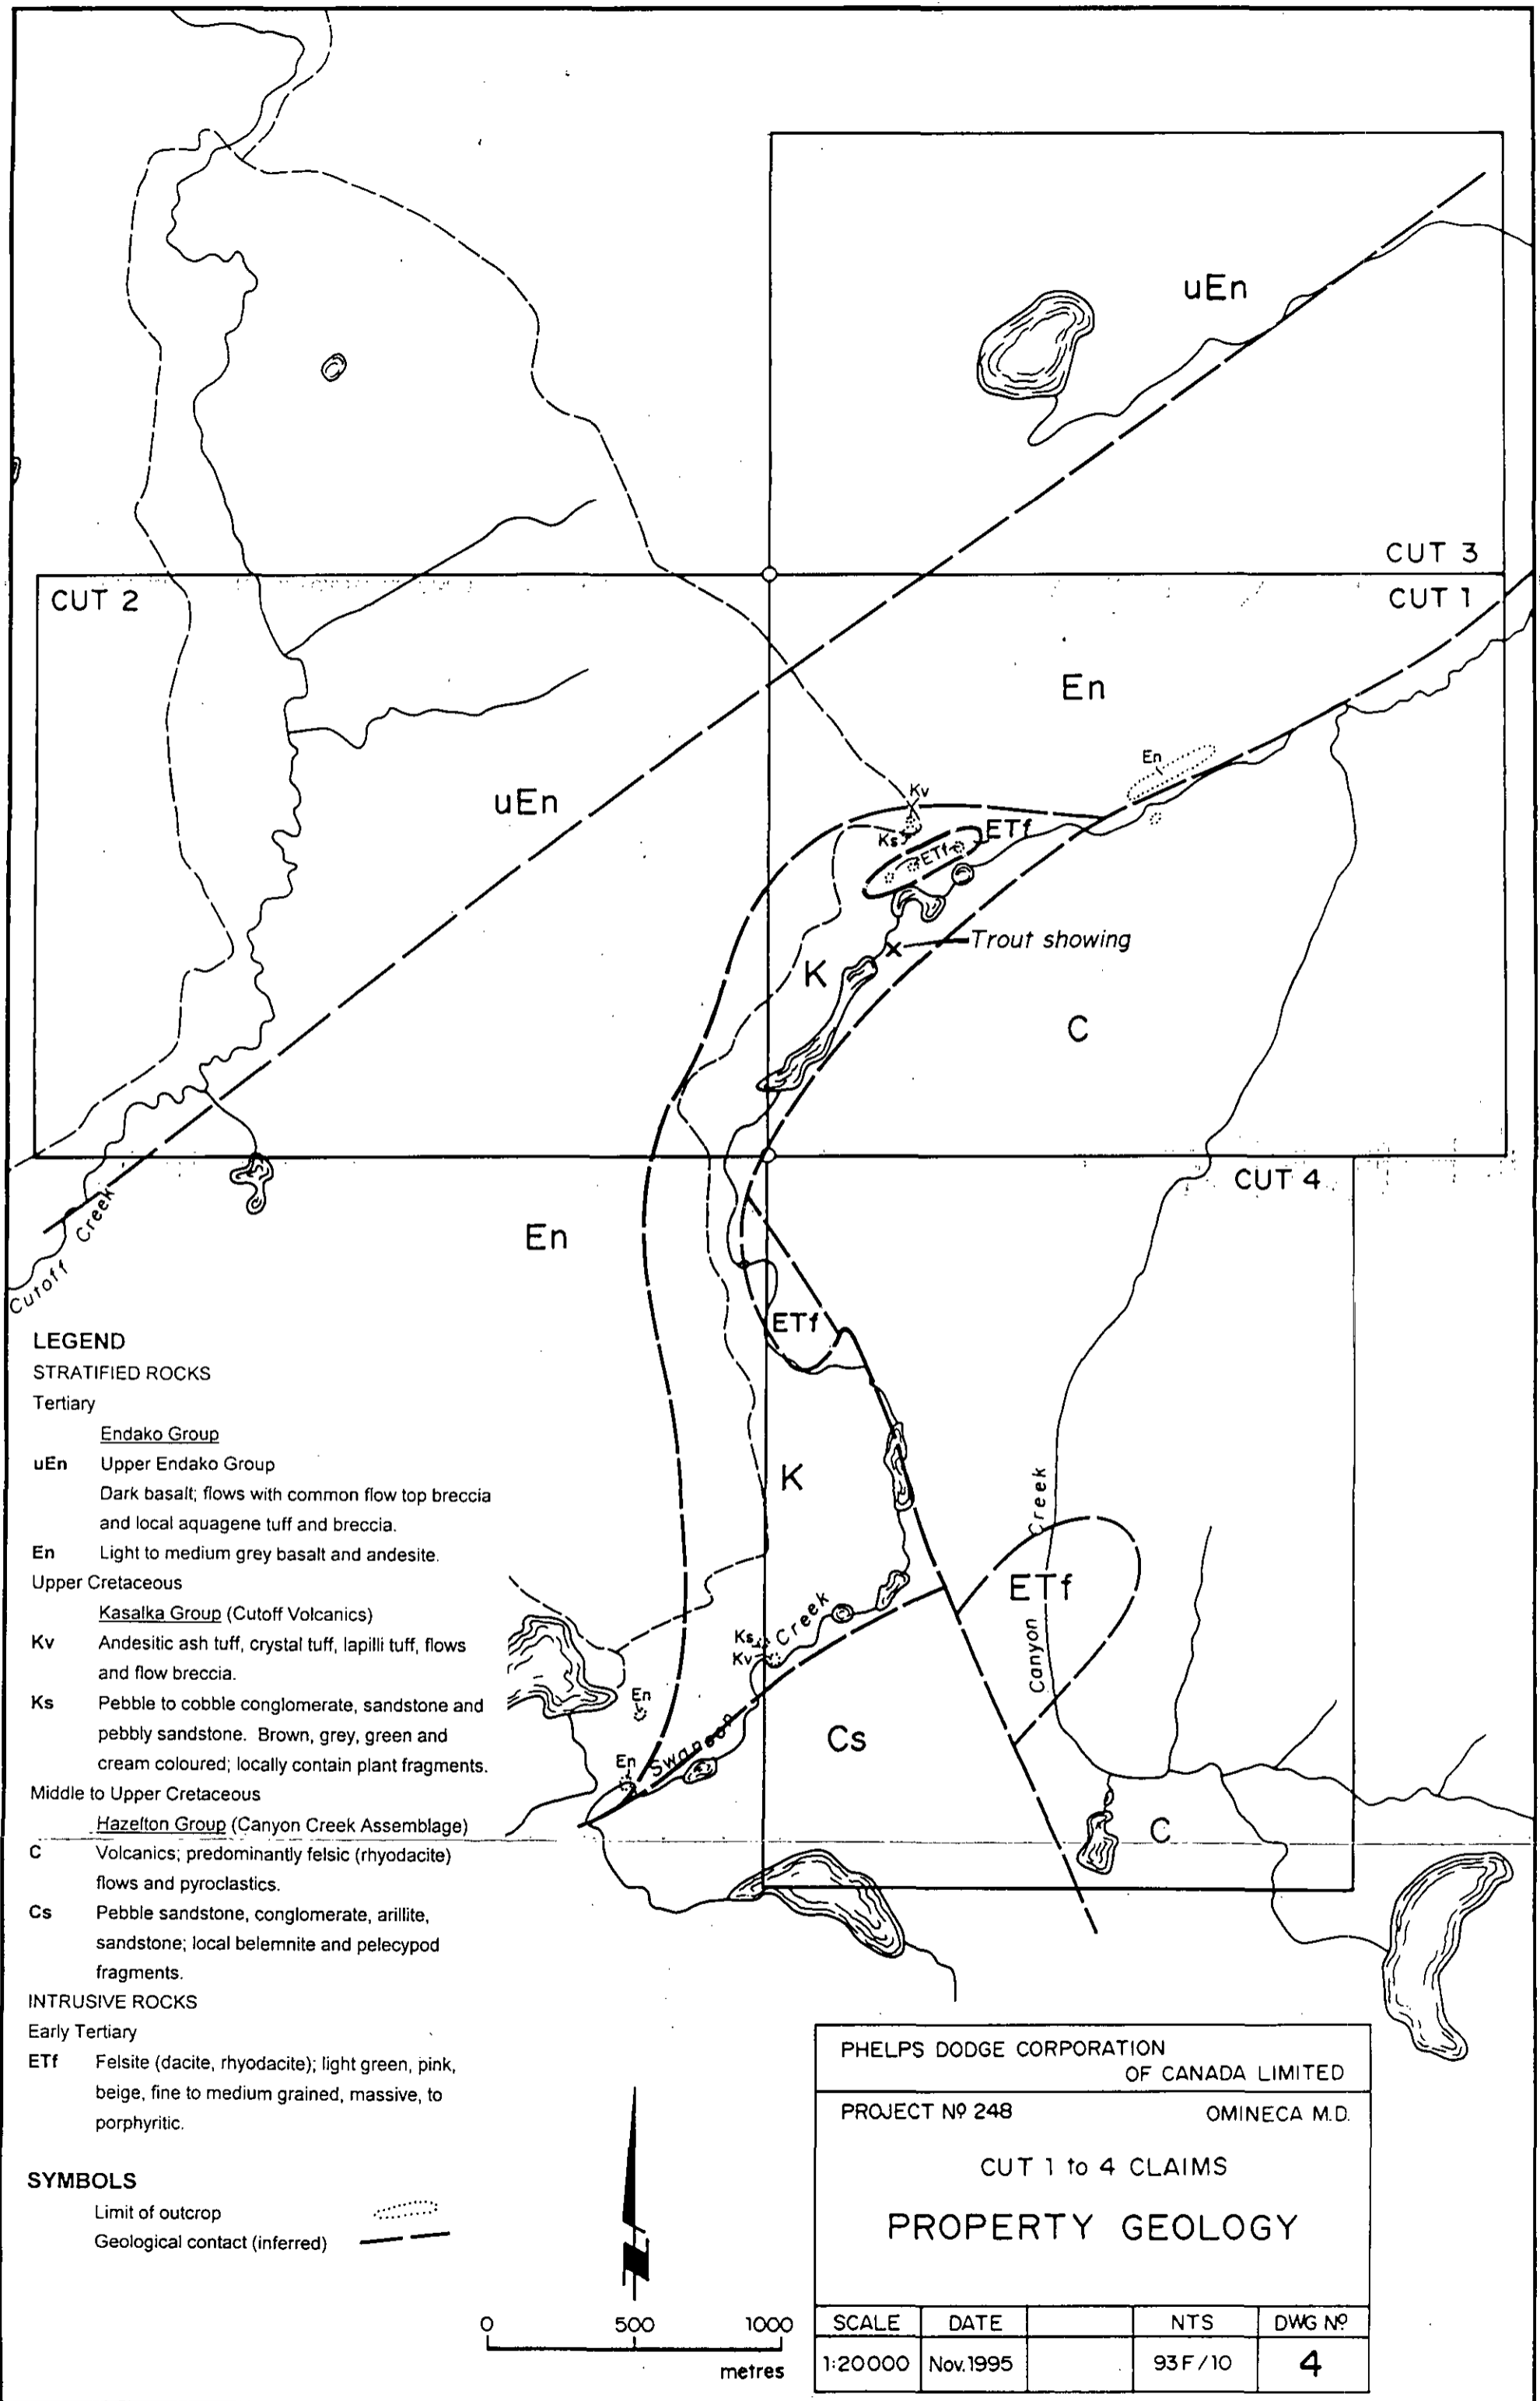 uEn
CUT 3
CUT 2
CUT 1
En
En
uEn
Kv
Ks
ETf
ETf
Trout showing
K
C
CUT 4
Cutoff Creek
En
ETf
K
Canyon Creek
ETf
Ks
Kv
Swanson Creek
En
En
Cs
C
LEGEND
STRATIFIED ROCKS
Tertiary
Endako Group
uEn Upper Endako Group
Dark basalt; flows with common flow top breccia
and local aquagene tuff and breccia.
En Light to medium grey basalt and andesite.
Upper Cretaceous
Kasalka Group (Cutoff Volcanics)
Kv Andesitic ash tuff, crystal tuff, lapilli tuff, flows
and flow breccia.
Ks Pebble to cobble conglomerate, sandstone and
pebbly sandstone. Brown, grey, green and
cream coloured; locally contain plant fragments.
Middle to Upper Cretaceous
Hazelton Group (Canyon Creek Assemblage)
C Volcanics; predominantly felsic (rhyodacite)
flows and pyroclastics.
Cs Pebble sandstone, conglomerate, arillite,
sandstone; local belemnite and pelecypod
fragments.
INTRUSIVE ROCKS
Early Tertiary
ETf Felsite (dacite, rhyodacite); light green, pink,
beige, fine to medium grained, massive, to
porphyritic.
SYMBOLS
Limit of outcrop
Geological contact (inferred)
N
0 500 1000
metres
PHELPS DODGE CORPORATION
OF CANADA LIMITED
PROJECT Nº 248 OMINECA M.D.
CUT 1 to 4 CLAIMS
PROPERTY GEOLOGY
SCALE DATE NTS DWG Nº
1:20000 Nov.1995 93F/10 4